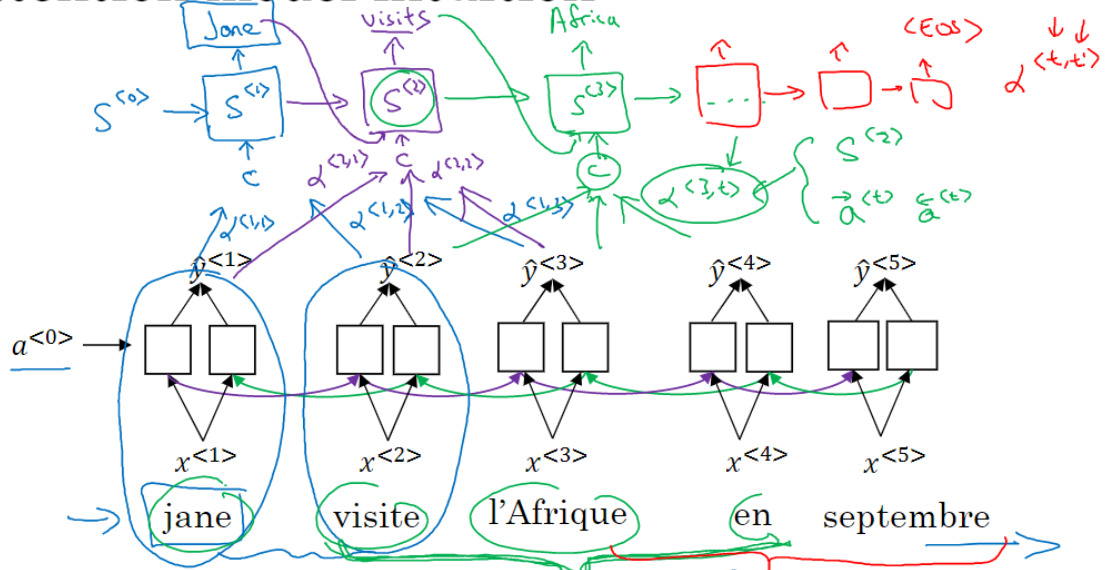 Jane visits Africa <EOS>
S<0> S<1> S<2> S<3> .... α<t,t'>
c α<2,1> c α<2,2> C α<3,t> S<2>
α<1,1> α<1,2> α<1,3> a<t> a<t>
ŷ<1> ŷ<2> ŷ<3> ŷ<4> ŷ<5>
a<0>
x<1> x<2> x<3> x<4> x<5>
jane visite l'Afrique en septembre